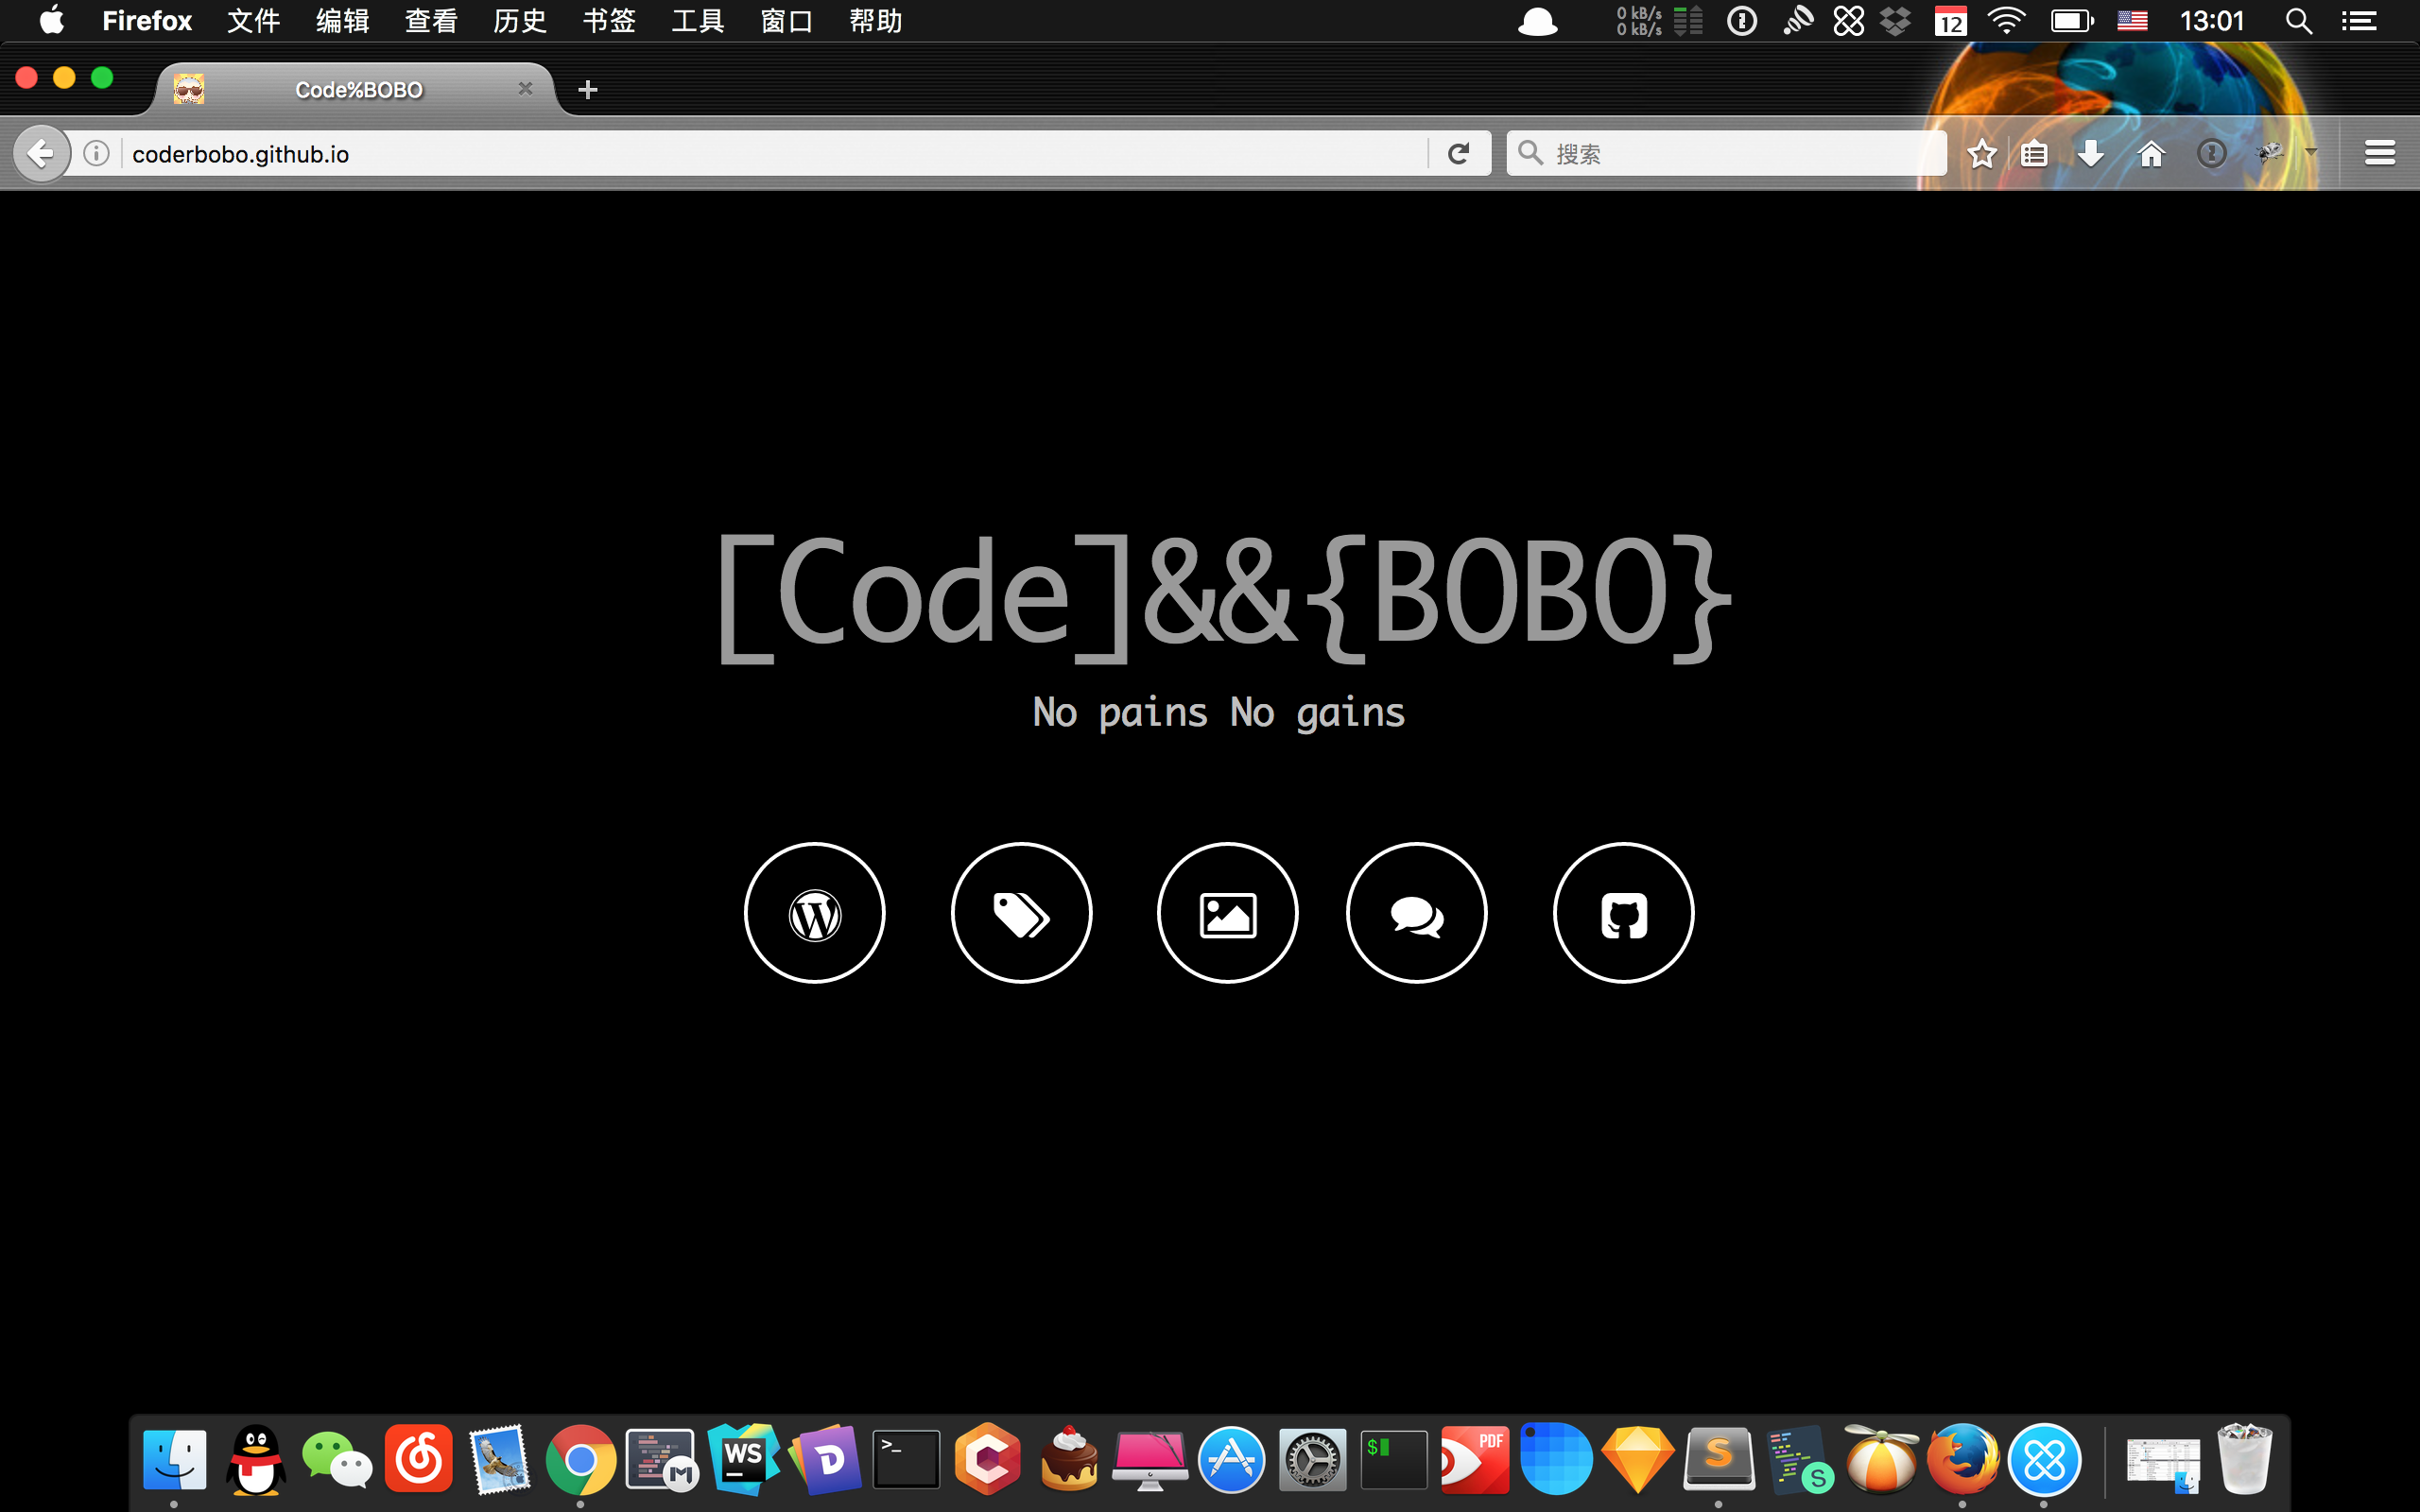 Firefox 文件 编辑 查看 历史 书签 工具 窗口 帮助
0 kB/s
0 kB/s
12
13:01
Code%BOBO
coderbobo.github.io
搜索
[Code]&&{BOBO}
No pains No gains
M
WS
D
>_
C
$
PDF
S
S